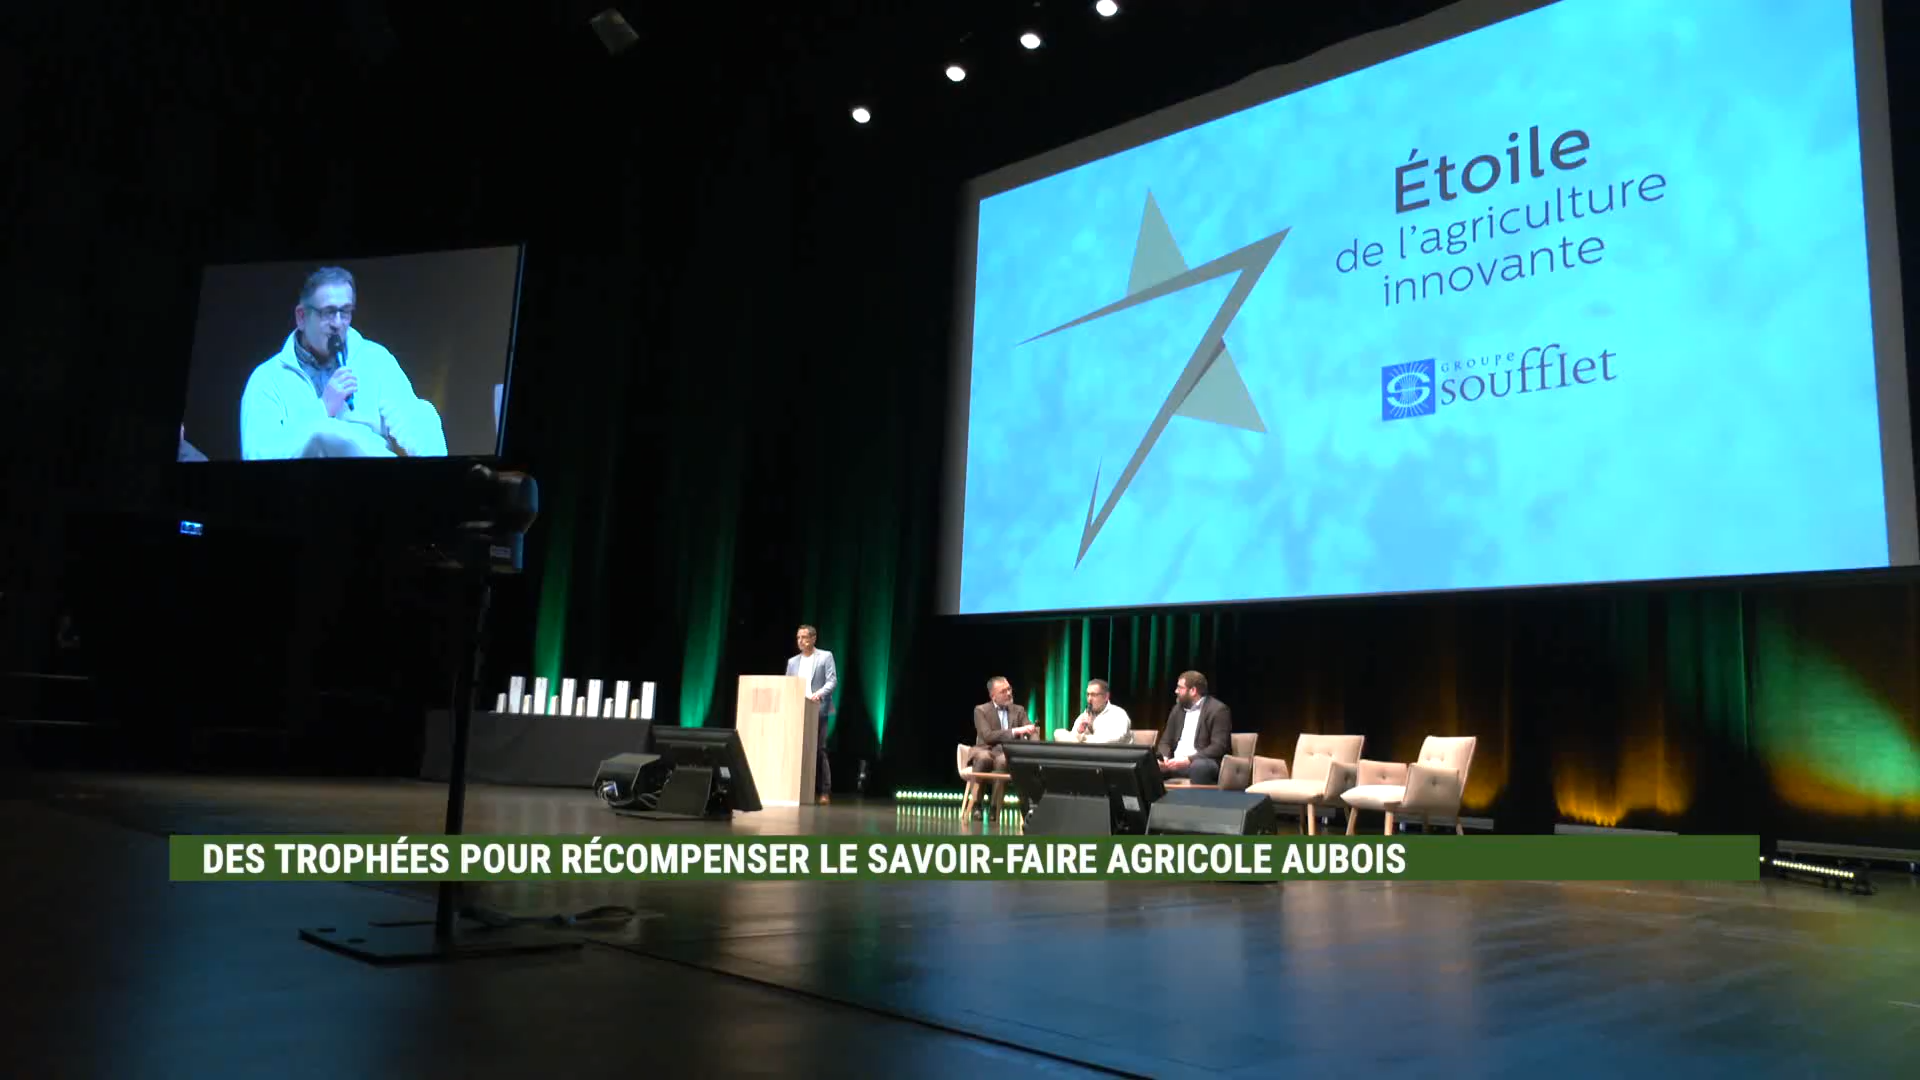 Étoile
de l'agriculture
innovante
GROUPE
soufflet
DES TROPHÉES POUR RÉCOMPENSER LE SAVOIR-FAIRE AGRICOLE AUBOIS